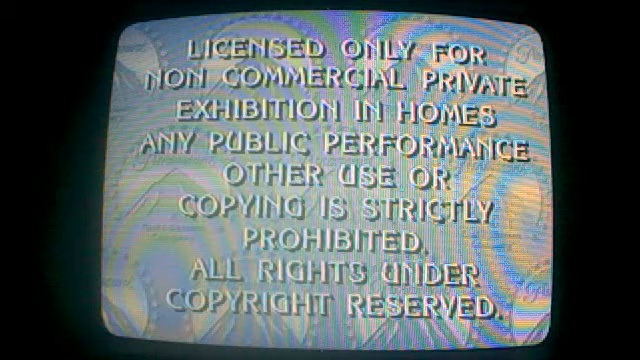 LICENSED ONLY FOR
NON COMMERCIAL PRIVATE
EXHIBITION IN HOMES
ANY PUBLIC PERFORMANCE
OTHER USE OR
COPYING IS STRICTLY
PROHIBITED.
ALL RIGHTS UNDER
COPYRIGHT RESERVED.